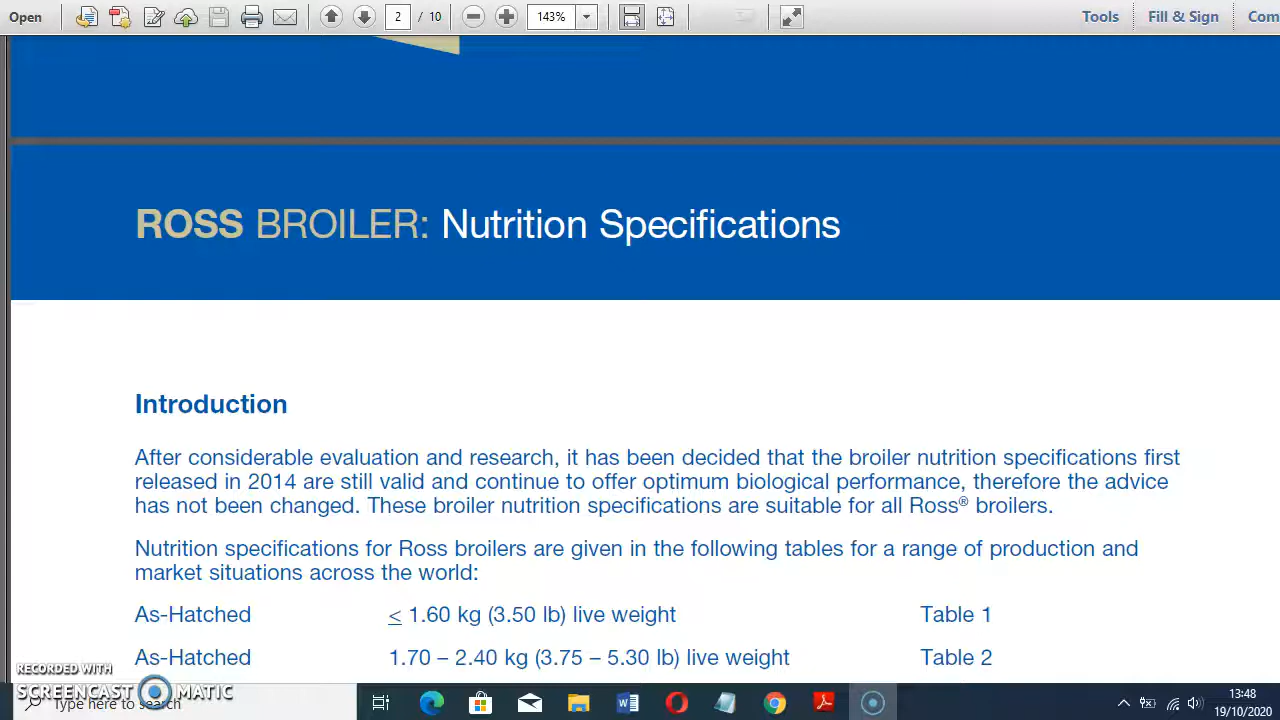 Open
2 / 10
143%
Tools
Fill & Sign
Com
ROSS BROILER: Nutrition Specifications
Introduction
After considerable evaluation and research, it has been decided that the broiler nutrition specifications first
released in 2014 are still valid and continue to offer optimum biological performance, therefore the advice
has not been changed. These broiler nutrition specifications are suitable for all Ross® broilers.
Nutrition specifications for Ross broilers are given in the following tables for a range of production and
market situations across the world:
As-Hatched ≤ 1.60 kg (3.50 lb) live weight Table 1
As-Hatched 1.70 – 2.40 kg (3.75 – 5.30 lb) live weight Table 2
RECORDED WITH
SCREENCAST MATIC
Type here to search
13:48
19/10/2020